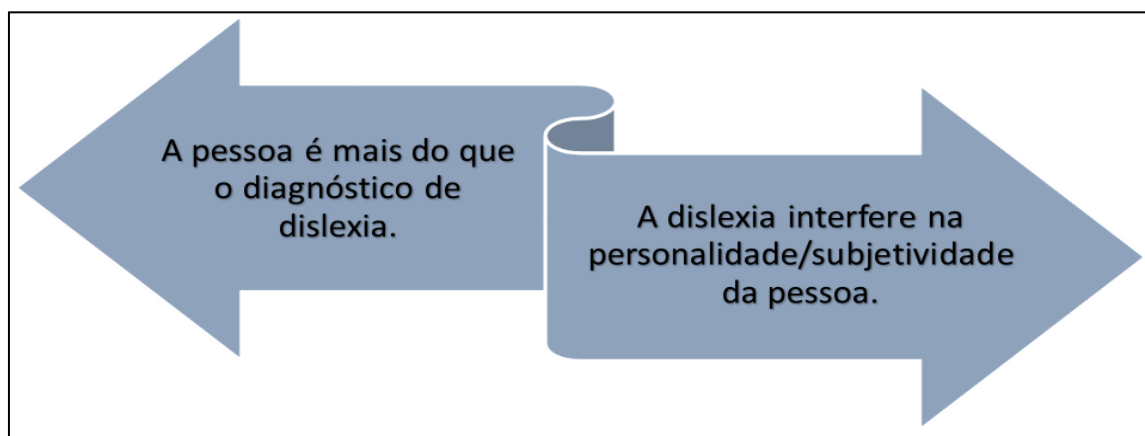 A pessoa é mais do que
o diagnóstico de
dislexia.
A dislexia interfere na
personalidade/subjetividade
da pessoa.